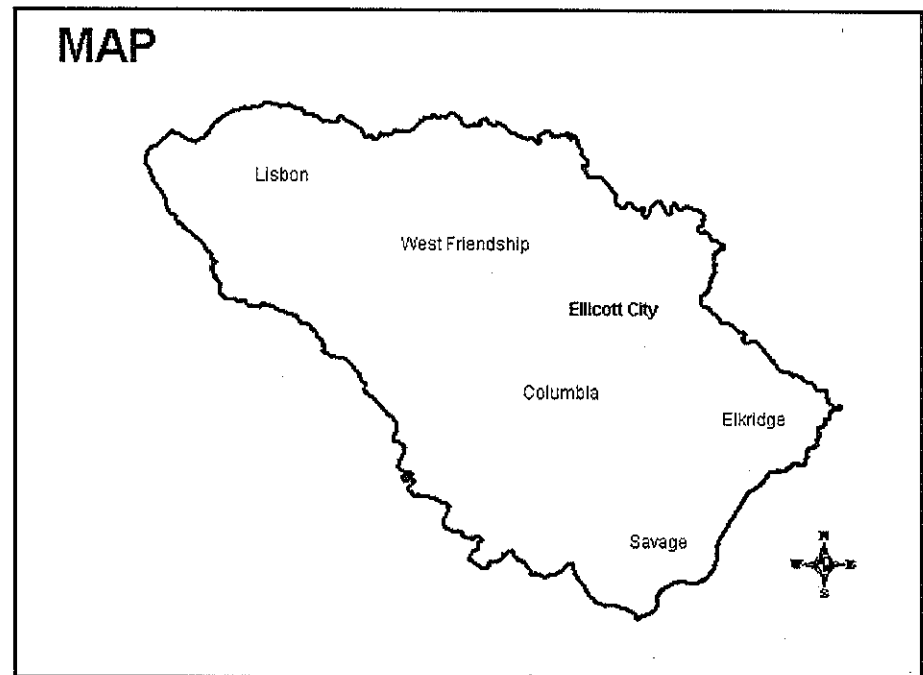 MAP
Lisbon
West Friendship
Ellicott City
Columbia
Elkridge
Savage
N
W E
S